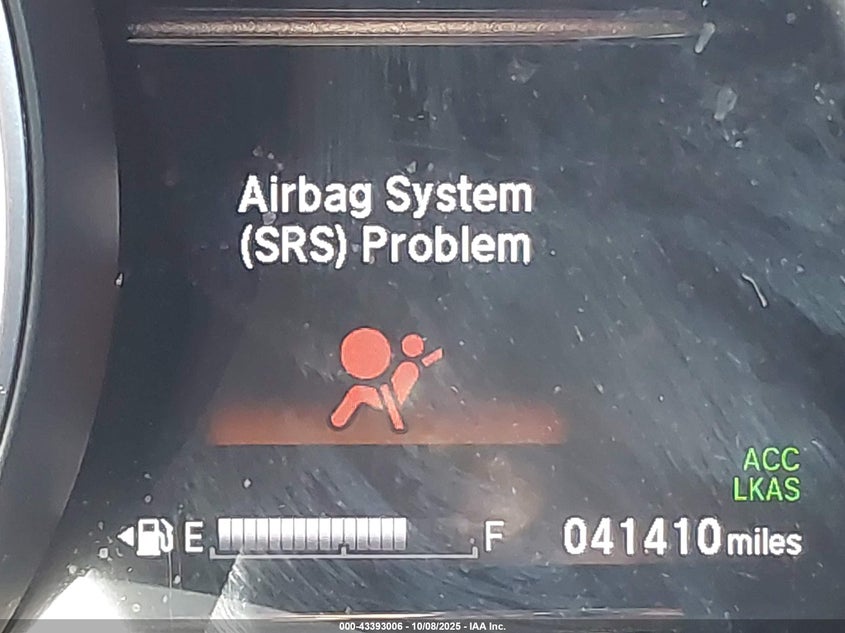 Airbag System
(SRS) Problem
ACC
LKAS
E F 041410 miles
000-43393006 - 10/08/2025 - IAA Inc.